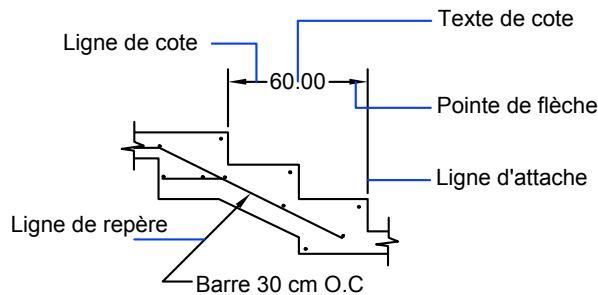 Texte de cote
Ligne de cote
60.00
Pointe de flèche
Ligne d'attache
Ligne de repère
Barre 30 cm O.C